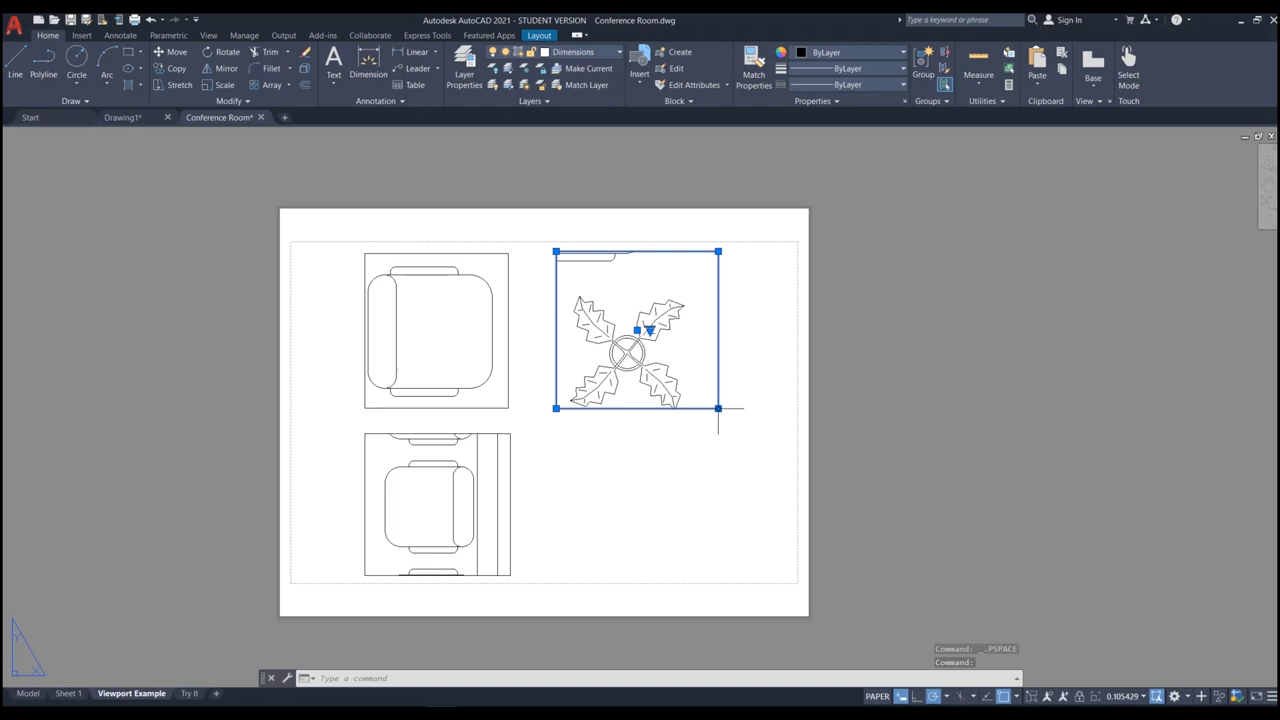 Autodesk AutoCAD 2021 - STUDENT VERSION Conference Room.dwg
Type a keyword or phrase
Sign In
Home Insert Annotate Parametric View Manage Output Add-ins Collaborate Express Tools Featured Apps Layout
Line
Polyline
Circle
Arc
Move
Rotate
Trim
Copy
Mirror
Fillet
Stretch
Scale
Array
Text
Dimension
Linear
Leader
Table
Layer
Properties
Dimensions
Make Current
Match Layer
Insert
Create
Edit
Edit Attributes
Match
Properties
ByLayer
ByLayer
ByLayer
Group
Measure
Paste
Base
Select
Mode
Draw Modify Annotation Layers Block Properties Groups Utilities Clipboard View Touch
Start Drawing1* Conference Room*
Y
X
Command: _.PSPACE
Command:
Type a command
Model Sheet 1 Viewport Example Try It
PAPER
0.105429